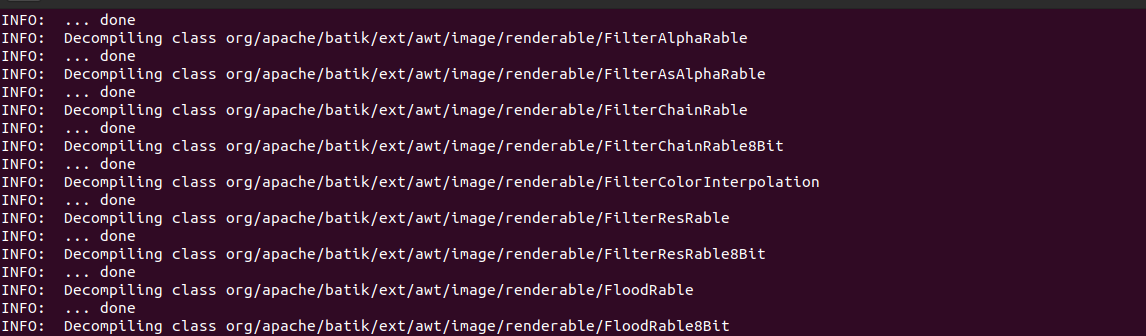 INFO:  ... done
INFO:  Decompiling class org/apache/batik/ext/awt/image/renderable/FilterAlphaRable
INFO:  ... done
INFO:  Decompiling class org/apache/batik/ext/awt/image/renderable/FilterAsAlphaRable
INFO:  ... done
INFO:  Decompiling class org/apache/batik/ext/awt/image/renderable/FilterChainRable
INFO:  ... done
INFO:  Decompiling class org/apache/batik/ext/awt/image/renderable/FilterChainRable8Bit
INFO:  ... done
INFO:  Decompiling class org/apache/batik/ext/awt/image/renderable/FilterColorInterpolation
INFO:  ... done
INFO:  Decompiling class org/apache/batik/ext/awt/image/renderable/FilterResRable
INFO:  ... done
INFO:  Decompiling class org/apache/batik/ext/awt/image/renderable/FilterResRable8Bit
INFO:  ... done
INFO:  Decompiling class org/apache/batik/ext/awt/image/renderable/FloodRable
INFO:  ... done
INFO:  Decompiling class org/apache/batik/ext/awt/image/renderable/FloodRable8Bit